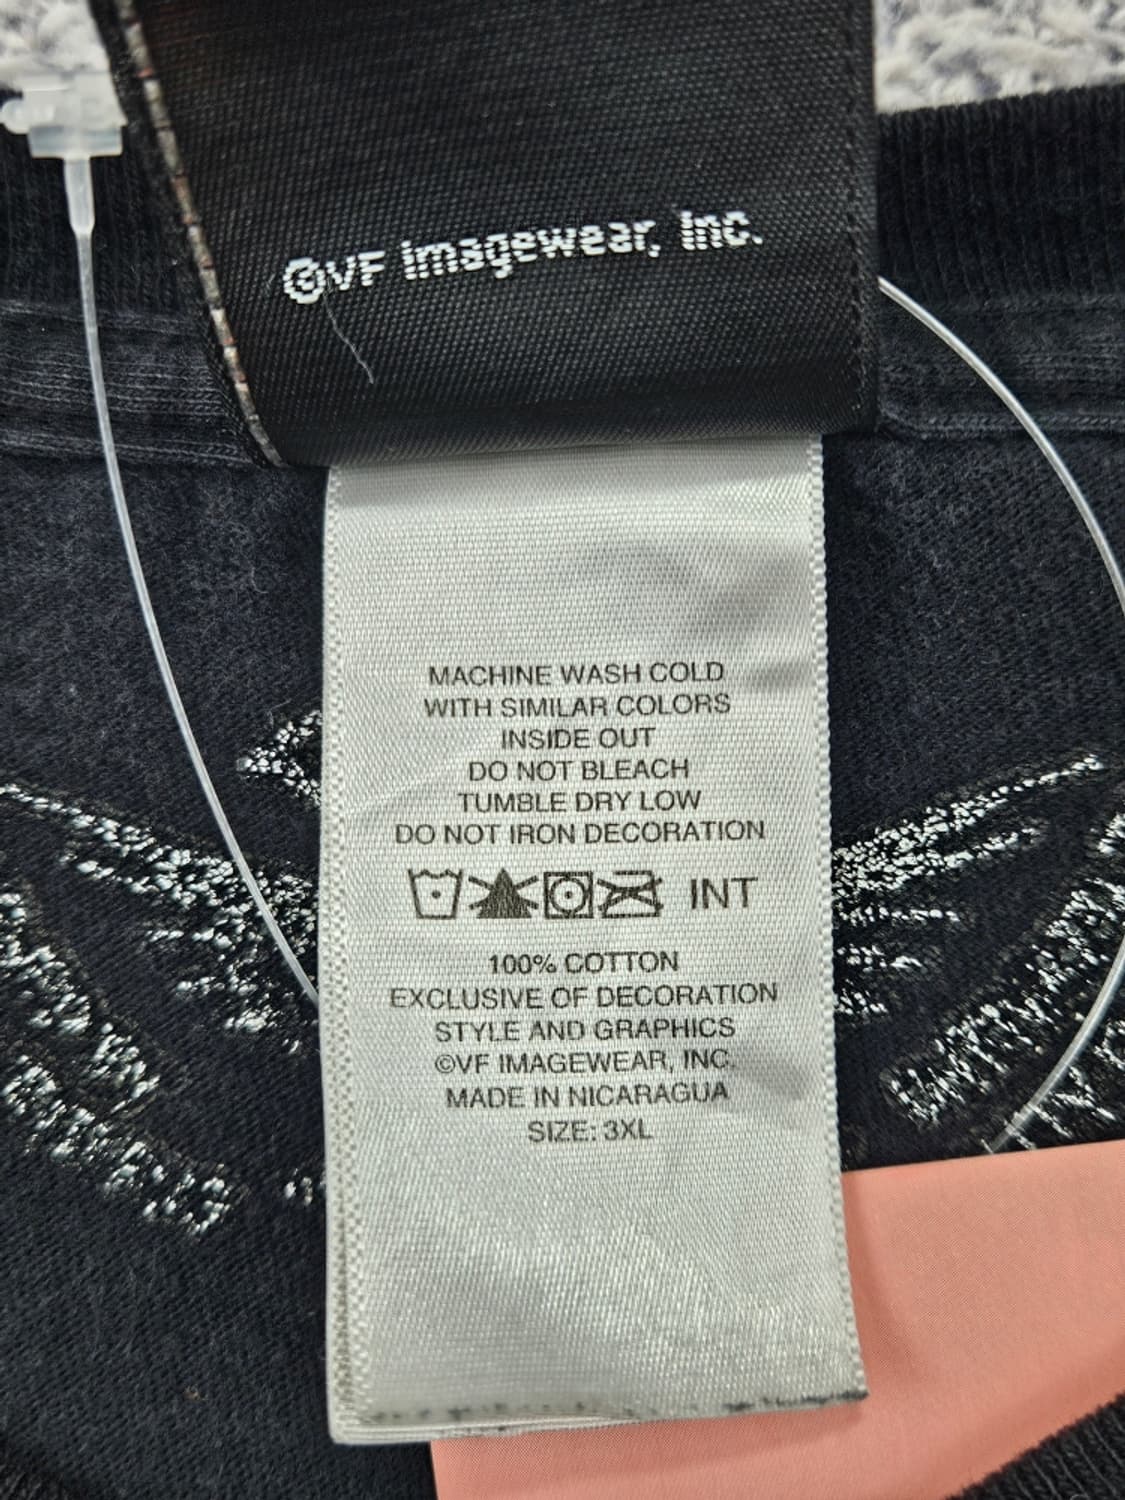 ©VF Imagewear, Inc.
MACHINE WASH COLD
WITH SIMILAR COLORS
INSIDE OUT
DO NOT BLEACH
TUMBLE DRY LOW
DO NOT IRON DECORATION
INT
100% COTTON
EXCLUSIVE OF DECORATION
STYLE AND GRAPHICS
©VF IMAGEWEAR, INC.
MADE IN NICARAGUA
SIZE: 3XL